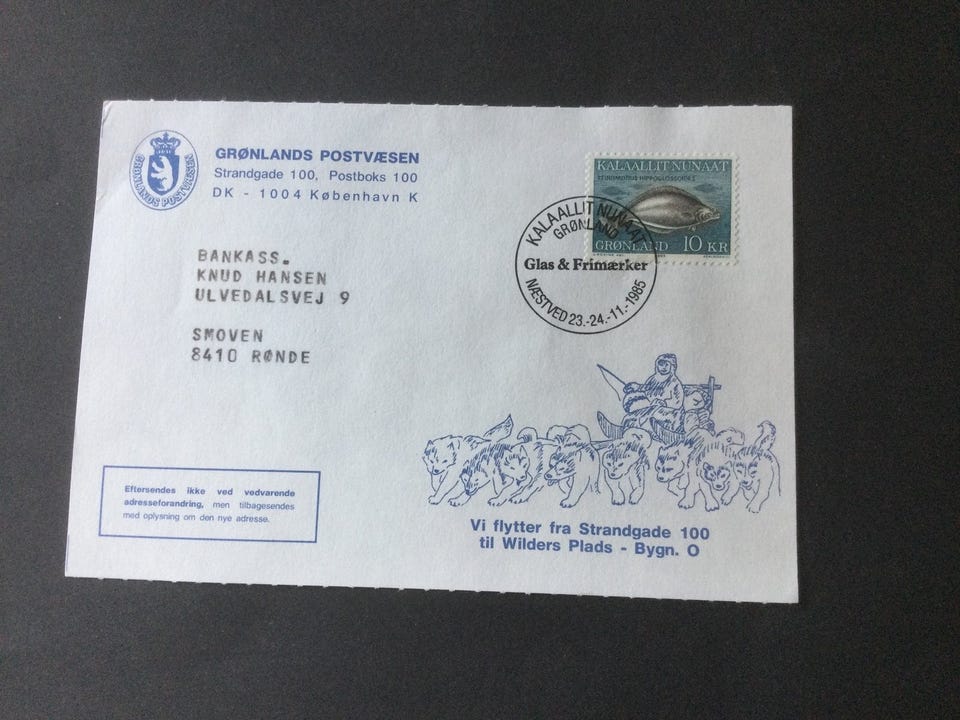 GRØNLANDS POSTVÆSEN
GRØNLANDS POSTVÆSEN
Strandgade 100, Postboks 100
DK - 1004 København K
KALAALLIT NUNAAT
REINHARDTIUS HIPPOGLOSSOIDES
GRØNLAND 10 KR
KALAALLIT NUNAAT
GRØNLAND
Glas & Frimærker
NÆSTVED 23.-24.-11.-1985
BANKASS.
KNUD HANSEN
ULVEDALSVEJ 9
SMOVEN
8410 RØNDE
Eftersendes ikke ved vedvarende
adresseforandring, men tilbagesendes
med oplysning om den nye adresse.
Vi flytter fra Strandgade 100
til Wilders Plads - Bygn. O